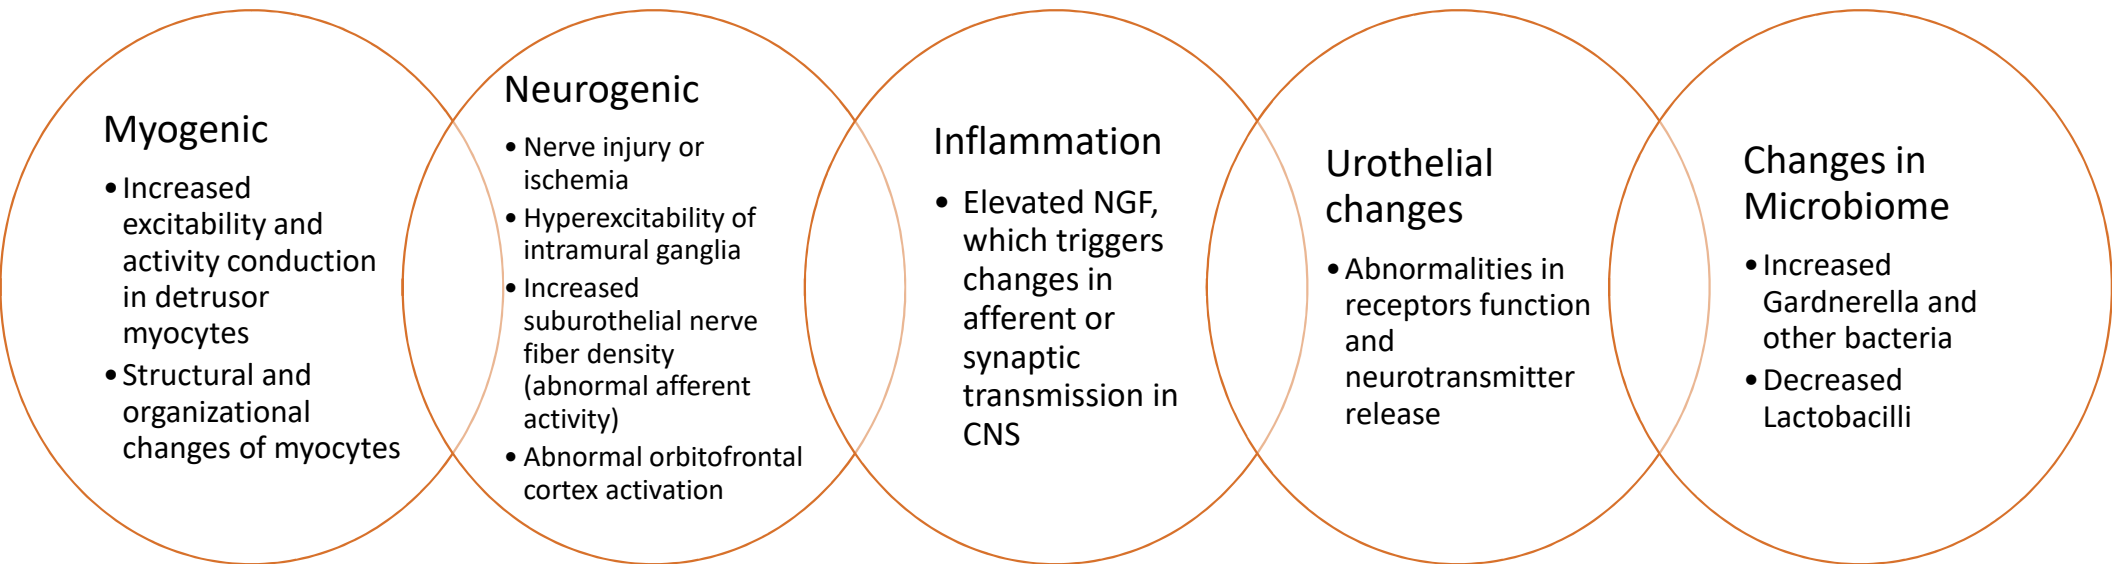 Myogenic
•Increased
excitability and
activity conduction
in detrusor
myocytes
•Structural and
organizational
changes of myocytes
Neurogenic
• Nerve injury or
ischemia
• Hyperexcitability of
intramural ganglia
• Increased
suburothelial nerve
fiber density
(abnormal afferent
activity)
• Abnormal orbitofrontal
cortex activation
Inflammation
• Elevated NGF,
which triggers
changes in
afferent or
synaptic
transmission in
CNS
Urothelial
changes
•Abnormalities in
receptors function
and
neurotransmitter
release
Changes in
Microbiome
•Increased
Gardnerella and
other bacteria
•Decreased
Lactobacilli